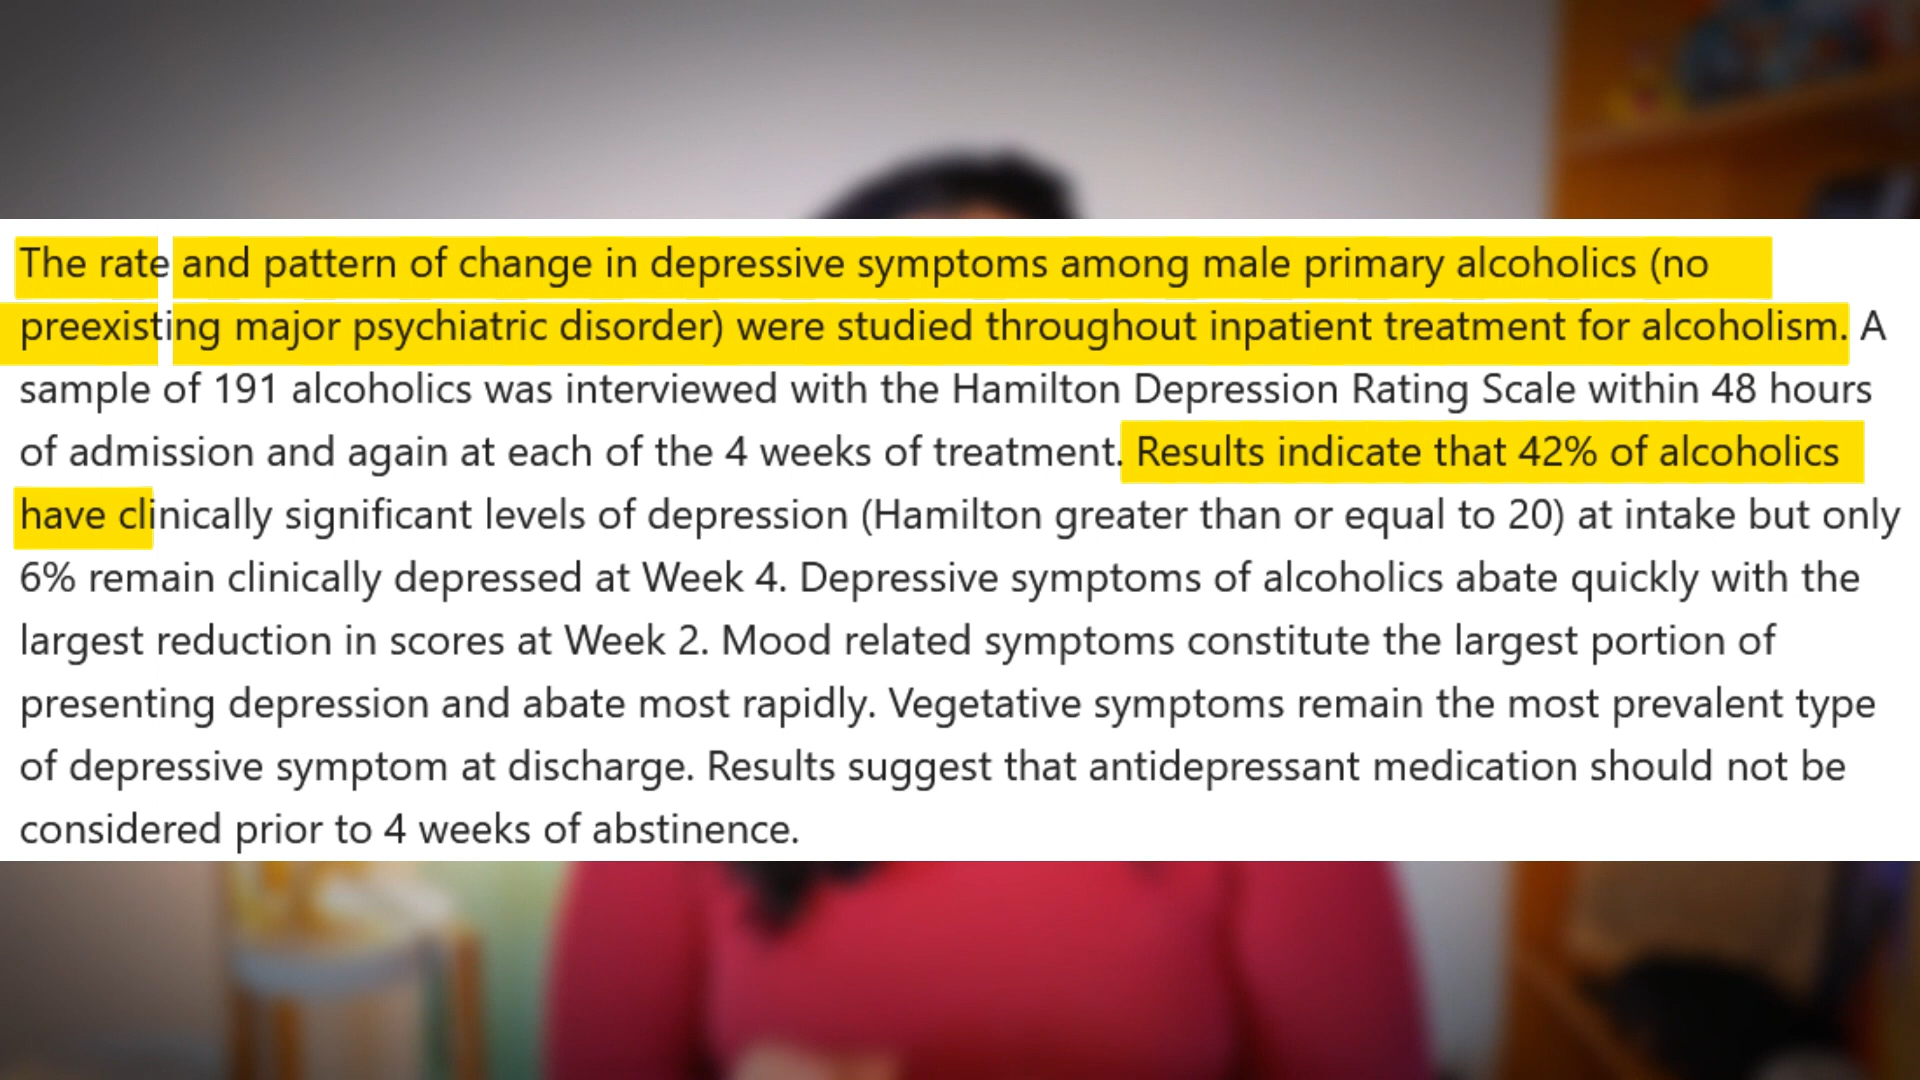 The rate and pattern of change in depressive symptoms among male primary alcoholics (no
preexisting major psychiatric disorder) were studied throughout inpatient treatment for alcoholism. A
sample of 191 alcoholics was interviewed with the Hamilton Depression Rating Scale within 48 hours
of admission and again at each of the 4 weeks of treatment. Results indicate that 42% of alcoholics
have clinically significant levels of depression (Hamilton greater than or equal to 20) at intake but only
6% remain clinically depressed at Week 4. Depressive symptoms of alcoholics abate quickly with the
largest reduction in scores at Week 2. Mood related symptoms constitute the largest portion of
presenting depression and abate most rapidly. Vegetative symptoms remain the most prevalent type
of depressive symptom at discharge. Results suggest that antidepressant medication should not be
considered prior to 4 weeks of abstinence.